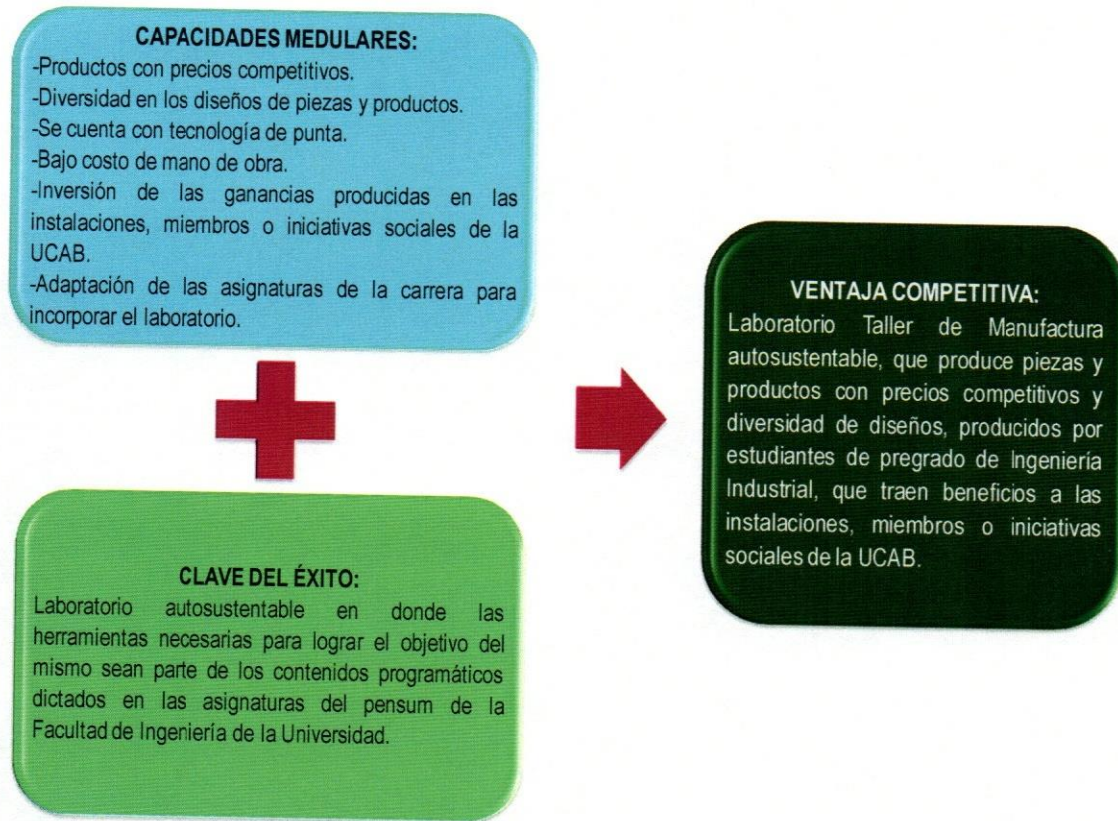 CAPACIDADES MEDULARES:
-Productos con precios competitivos.
-Diversidad en los diseños de piezas y productos.
-Se cuenta con tecnología de punta.
-Bajo costo de mano de obra.
-Inversión de las ganancias producidas en las
instalaciones, miembros o iniciativas sociales de la
UCAB.
-Adaptación de las asignaturas de la carrera para
incorporar el laboratorio.
CLAVE DEL ÉXITO:
Laboratorio autosustentable en donde las
herramientas necesarias para lograr el objetivo del
mismo sean parte de los contenidos programáticos
dictados en las asignaturas del pensum de la
Facultad de Ingeniería de la Universidad.
VENTAJA COMPETITIVA:
Laboratorio Taller de Manufactura
autosustentable, que produce piezas y
productos con precios competitivos y
diversidad de diseños, producidos por
estudiantes de pregrado de Ingeniería
Industrial, que traen beneficios a las
instalaciones, miembros o iniciativas
sociales de la UCAB.